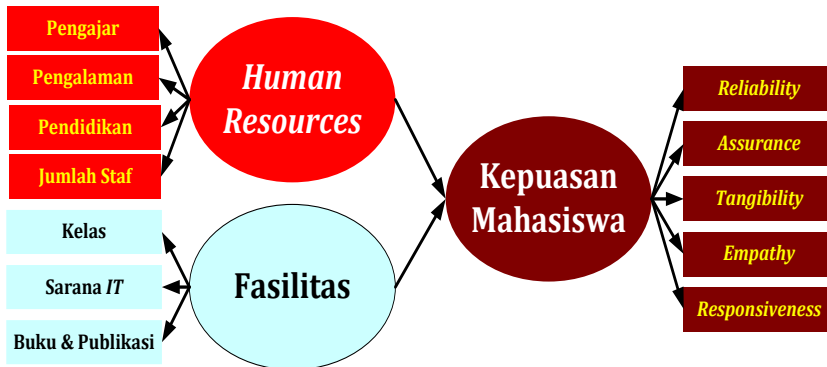 Pengajar
Pengalaman
Pendidikan
Jumlah Staf
Human
Resources
Kelas
Sarana IT
Buku & Publikasi
Fasilitas
Kepuasan
Mahasiswa
Reliability
Assurance
Tangibility
Empathy
Responsiveness